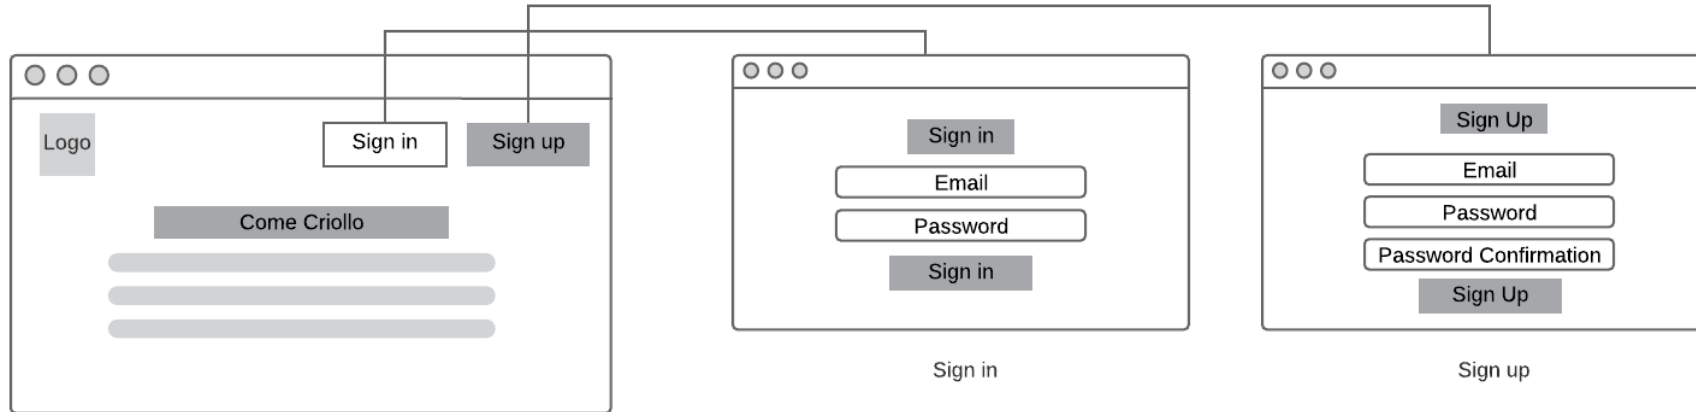 Logo
Sign in
Sign up
Come Criollo
Sign in
Email
Password
Sign in
Sign in
Sign Up
Email
Password
Password Confirmation
Sign Up
Sign up